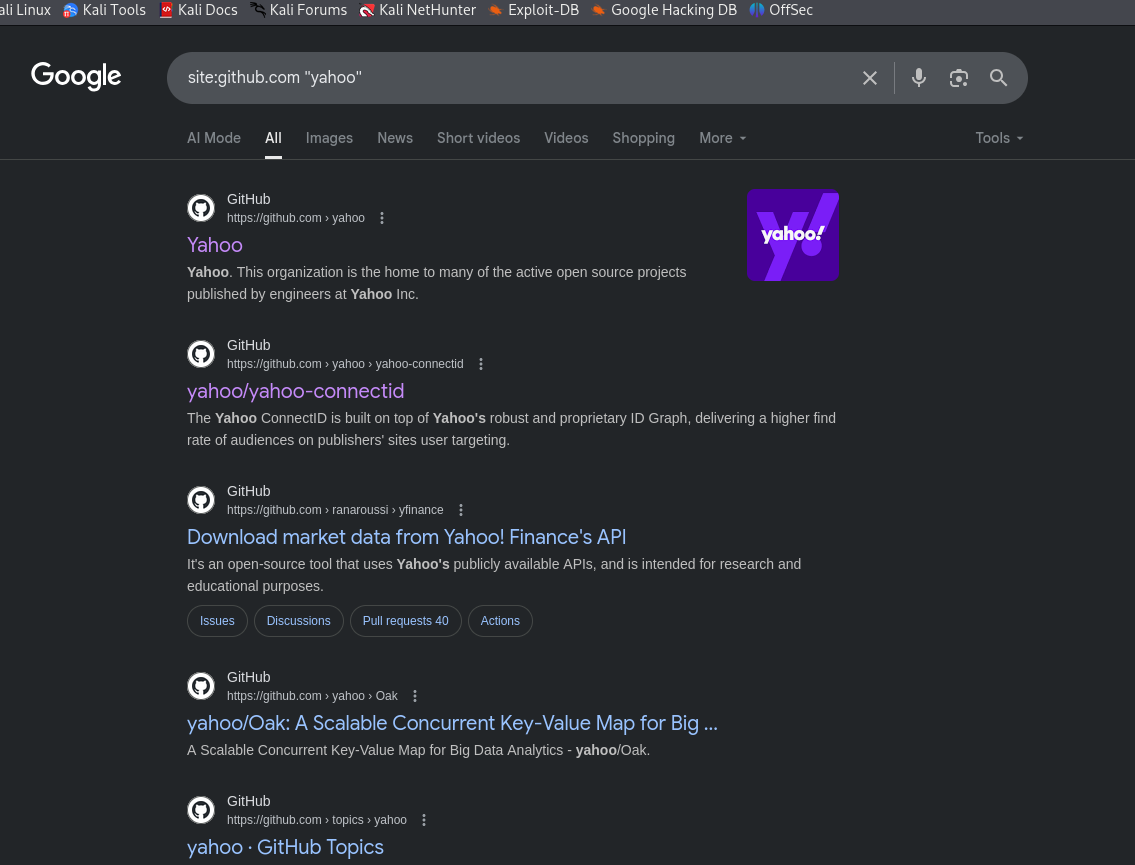 ali Linux Kali Tools Kali Docs Kali Forums Kali NetHunter Exploit-DB Google Hacking DB OffSec
Google site:github.com "yahoo"
AI Mode All Images News Short videos Videos Shopping More Tools
GitHub
https://github.com › yahoo
Yahoo
Yahoo. This organization is the home to many of the active open source projects
published by engineers at Yahoo Inc.
yahoo!
GitHub
https://github.com › yahoo › yahoo-connectid
yahoo/yahoo-connectid
The Yahoo ConnectID is built on top of Yahoo's robust and proprietary ID Graph, delivering a higher find
rate of audiences on publishers' sites user targeting.
GitHub
https://github.com › ranaroussi › yfinance
Download market data from Yahoo! Finance's API
It's an open-source tool that uses Yahoo's publicly available APIs, and is intended for research and
educational purposes.
Issues Discussions Pull requests 40 Actions
GitHub
https://github.com › yahoo › Oak
yahoo/Oak: A Scalable Concurrent Key-Value Map for Big ...
A Scalable Concurrent Key-Value Map for Big Data Analytics - yahoo/Oak.
GitHub
https://github.com › topics › yahoo
yahoo · GitHub Topics